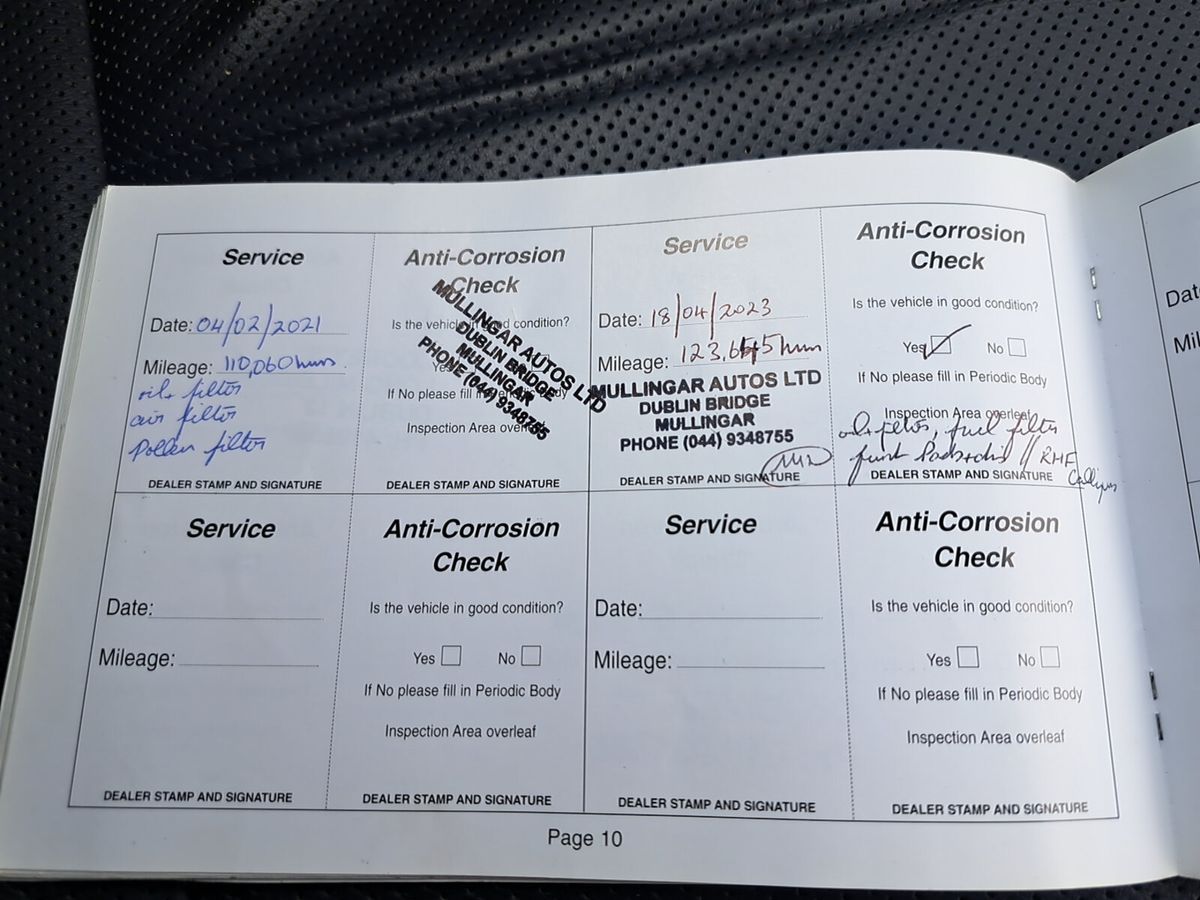 Service
Date: 04/02/2021
Mileage: 110,060
oil + filter
air filter
Pollen filter
DEALER STAMP AND SIGNATURE
Anti-Corrosion
Check
Is the vehicle in good condition?
MULLINGAR AUTOS LTD
DUBLIN BRIDGE
MULLINGAR
PHONE (044) 9348755
If No please fill in Periodic Body
Inspection Area overleaf
DEALER STAMP AND SIGNATURE
Service
Date: 18/04/2023
Mileage:
MULLINGAR AUTOS LTD
DUBLIN BRIDGE
MULLINGAR
PHONE (044) 9348755
DEALER STAMP AND SIGNATURE
Anti-Corrosion
Check
Is the vehicle in good condition?
Yes No
If No please fill in Periodic Body
Inspection Area overleaf
fuel filter
DEALER STAMP AND SIGNATURE
Service
Date:
Mileage:
DEALER STAMP AND SIGNATURE
Anti-Corrosion
Check
Is the vehicle in good condition?
Yes No
If No please fill in Periodic Body
Inspection Area overleaf
DEALER STAMP AND SIGNATURE
Service
Date:
Mileage:
DEALER STAMP AND SIGNATURE
Anti-Corrosion
Check
Is the vehicle in good condition?
Yes No
If No please fill in Periodic Body
Inspection Area overleaf
DEALER STAMP AND SIGNATURE
Page 10